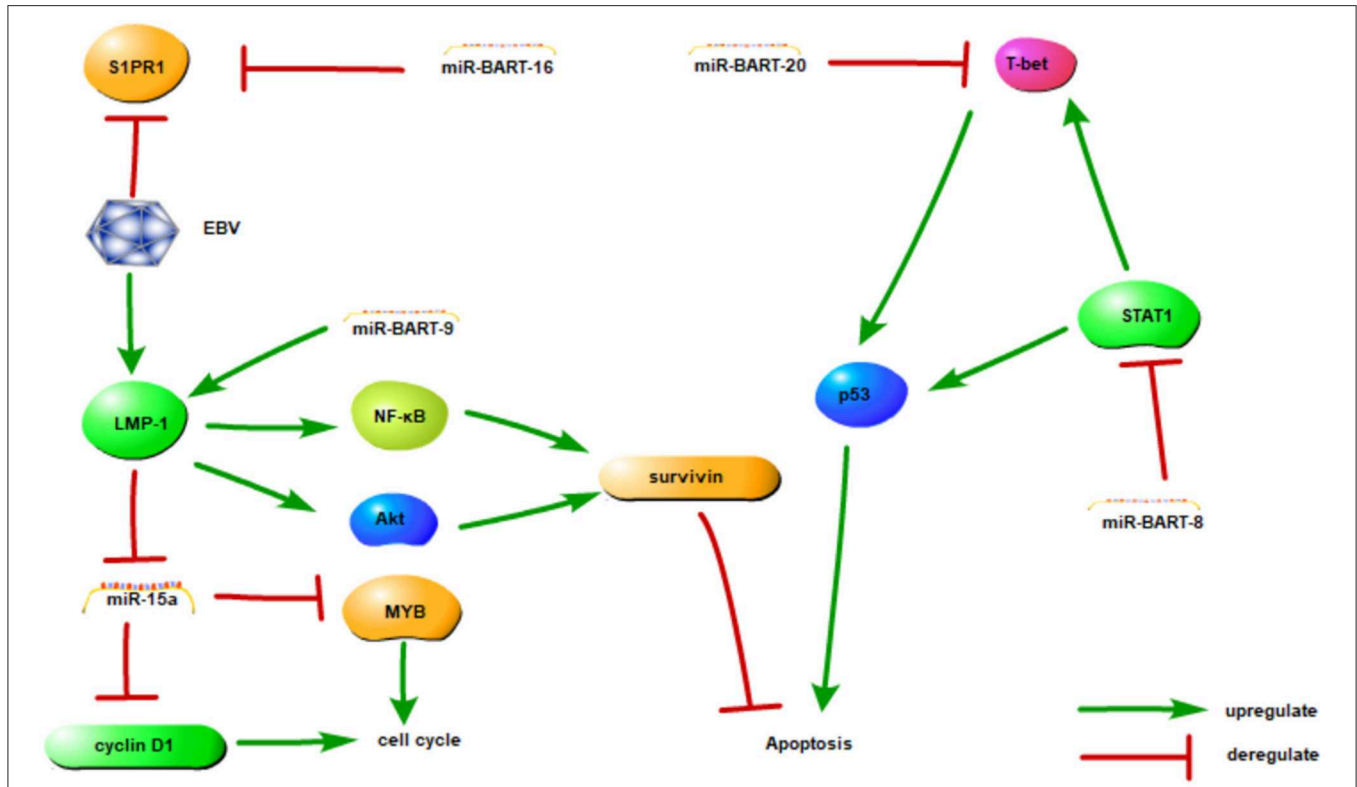 S1PR1
miR-BART-16
miR-BART-20
T-bet
EBV
miR-BART-9
STAT1
LMP-1
NF-κB
p53
survivin
Akt
miR-BART-8
miR-15a
MYB
cyclin D1
cell cycle
Apoptosis
upregulate
deregulate